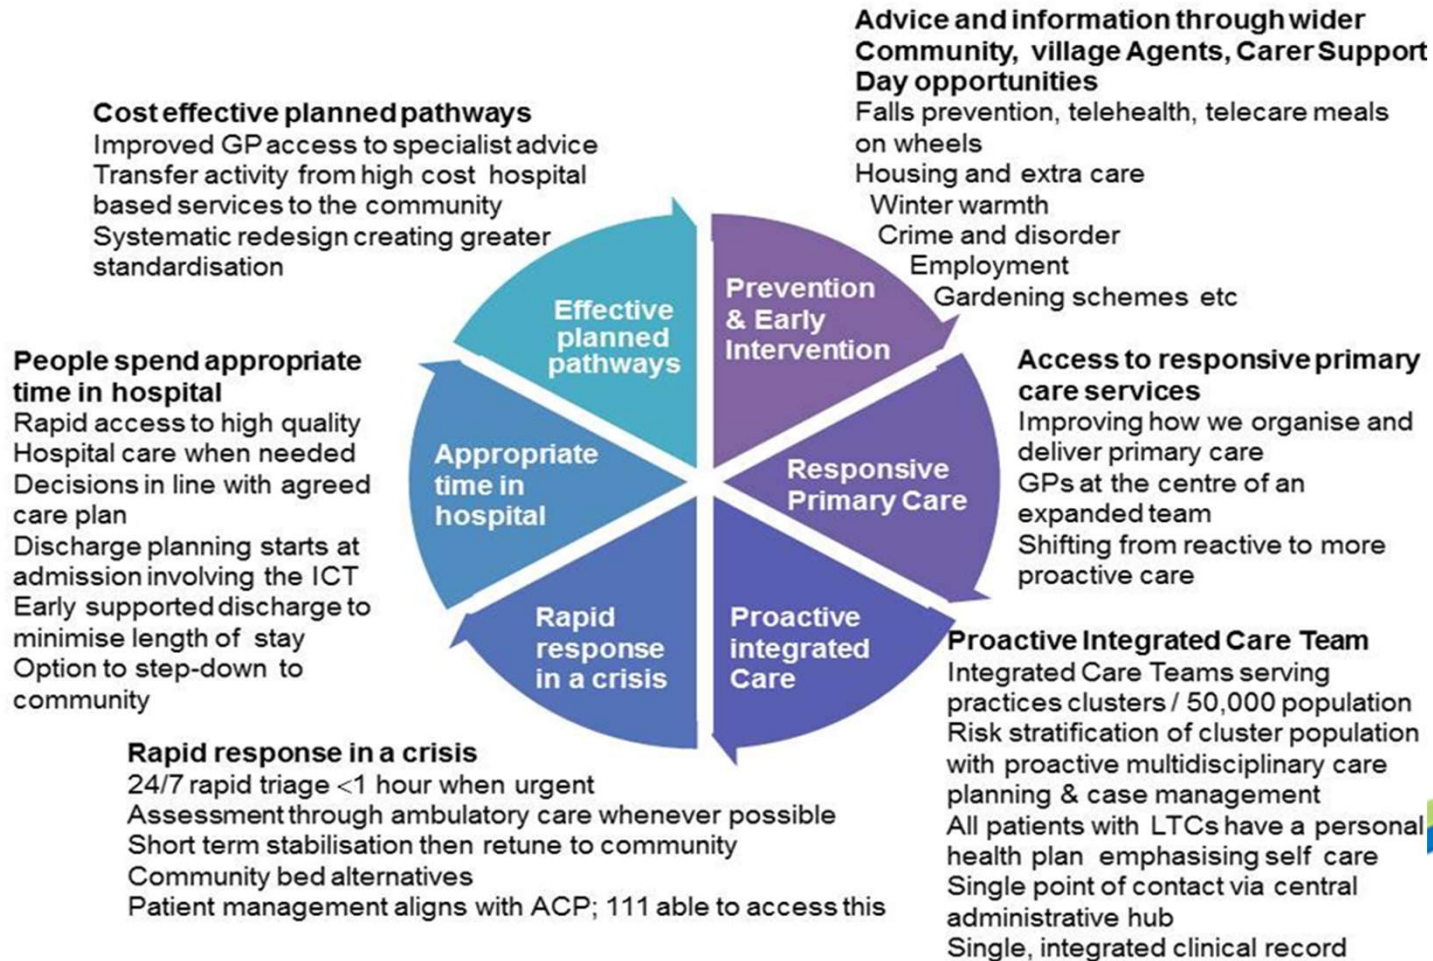 Advice and information through wider
Community, village Agents, Carer Support
Day opportunities
Falls prevention, telehealth, telecare meals
on wheels
Housing and extra care
Winter warmth
Crime and disorder
Employment
Gardening schemes etc
Access to responsive primary
care services
Improving how we organise and
deliver primary care
GPs at the centre of an
expanded team
Shifting from reactive to more
proactive care
Proactive Integrated Care Team
Integrated Care Teams serving
practices clusters / 50,000 population
Risk stratification of cluster population
with proactive multidisciplinary care
planning & case management
All patients with LTCs have a personal
health plan emphasising self care
Single point of contact via central
administrative hub
Single, integrated clinical record
Rapid response in a crisis
24/7 rapid triage <1 hour when urgent
Assessment through ambulatory care whenever possible
Short term stabilisation then retune to community
Community bed alternatives
Patient management aligns with ACP; 111 able to access this
People spend appropriate
time in hospital
Rapid access to high quality
Hospital care when needed
Decisions in line with agreed
care plan
Discharge planning starts at
admission involving the ICT
Early supported discharge to
minimise length of stay
Option to step-down to
community
Cost effective planned pathways
Improved GP access to specialist advice
Transfer activity from high cost hospital
based services to the community
Systematic redesign creating greater
standardisation
Prevention
& Early
Intervention
Responsive
Primary Care
Proactive
integrated
Care
Rapid
response
in a crisis
Appropriate
time in
hospital
Effective
planned
pathways